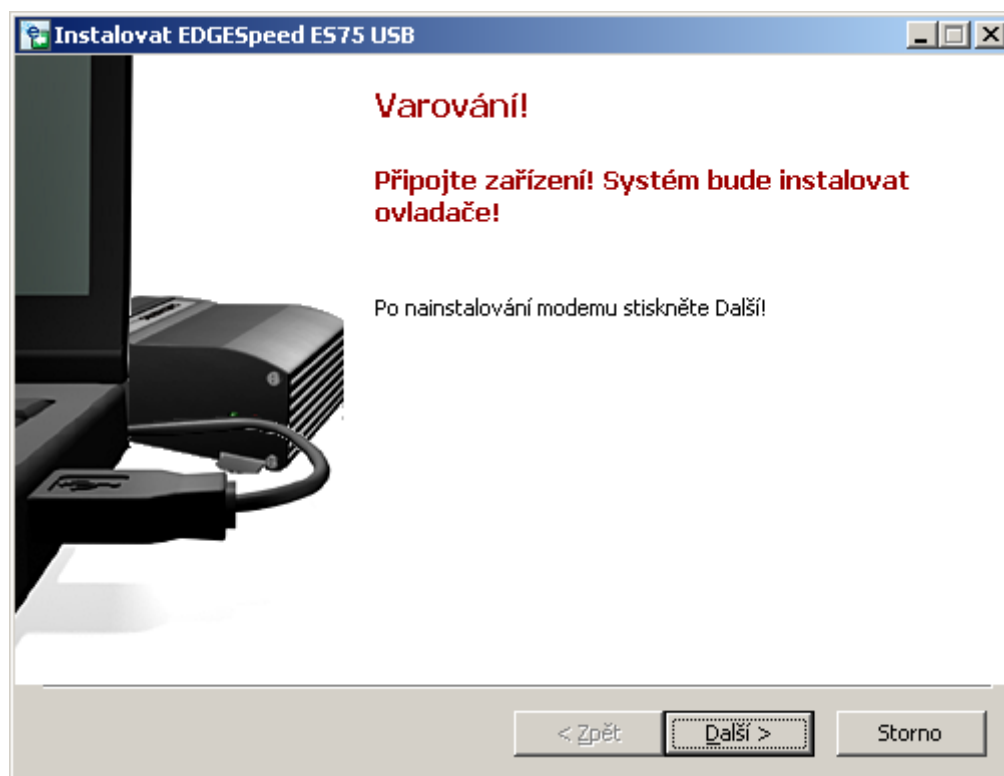 Instalovat EDGESpeed ES75 USB
Varování!
Připojte zařízení! Systém bude instalovat
ovladače!
Po nainstalování modemu stiskněte Další!
< Zpět
Další >
Storno